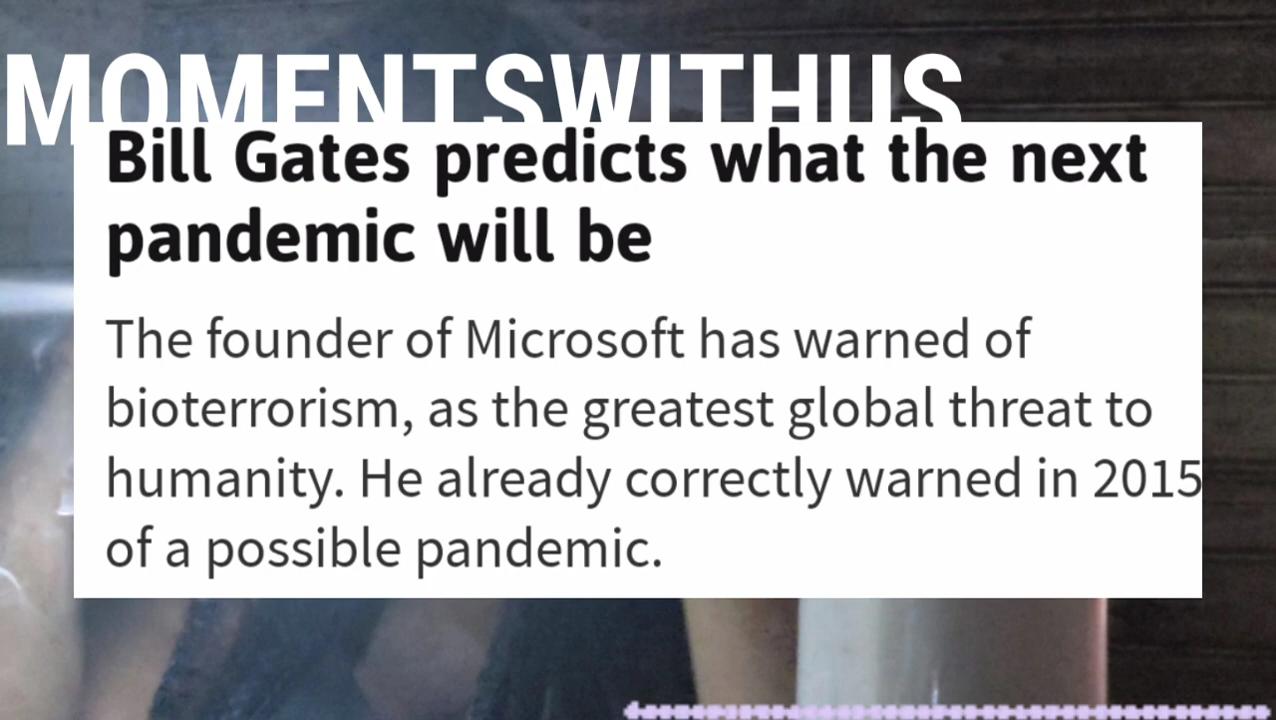 MOMENTSWITHUS
Bill Gates predicts what the next
pandemic will be
The founder of Microsoft has warned of
bioterrorism, as the greatest global threat to
humanity. He already correctly warned in 2015
of a possible pandemic.